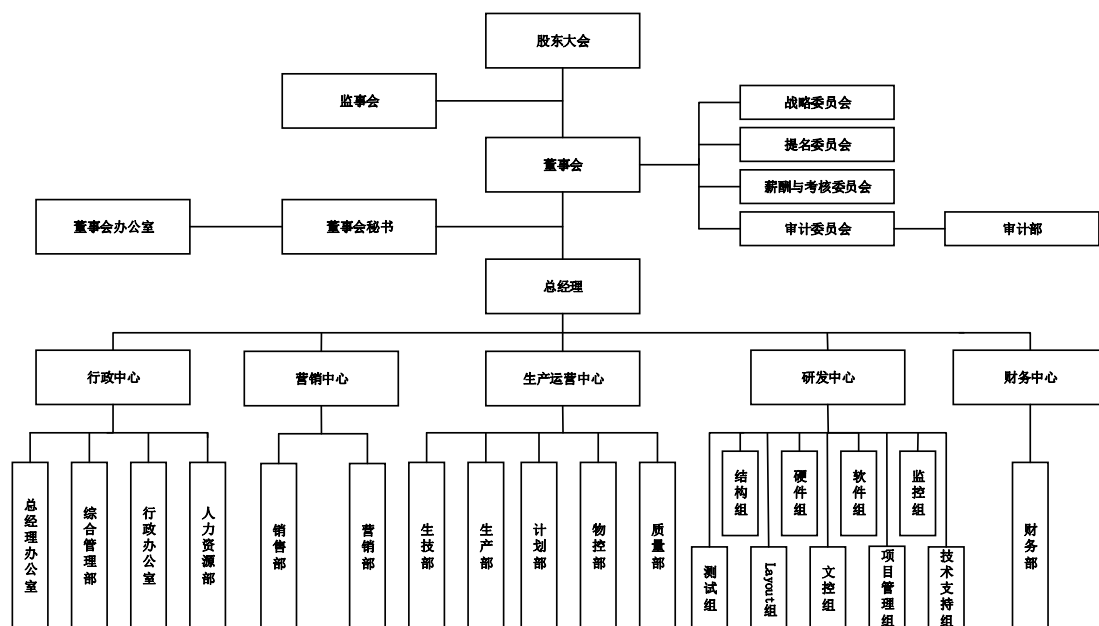 股东大会
监事会
战略委员会
提名委员会
董事会
薪酬与考核委员会
董事会办公室
董事会秘书
审计委员会
审计部
总经理
行政中心
营销中心
生产运营中心
研发中心
财务中心
总经理办公室
综合管理部
行政办公室
人力资源部
销售部
营销部
生技部
生产部
计划部
物控部
质量部
结构组
硬件组
软件组
监控组
测试组
Layout组
文控组
项目管理组
技术支持组
财务部